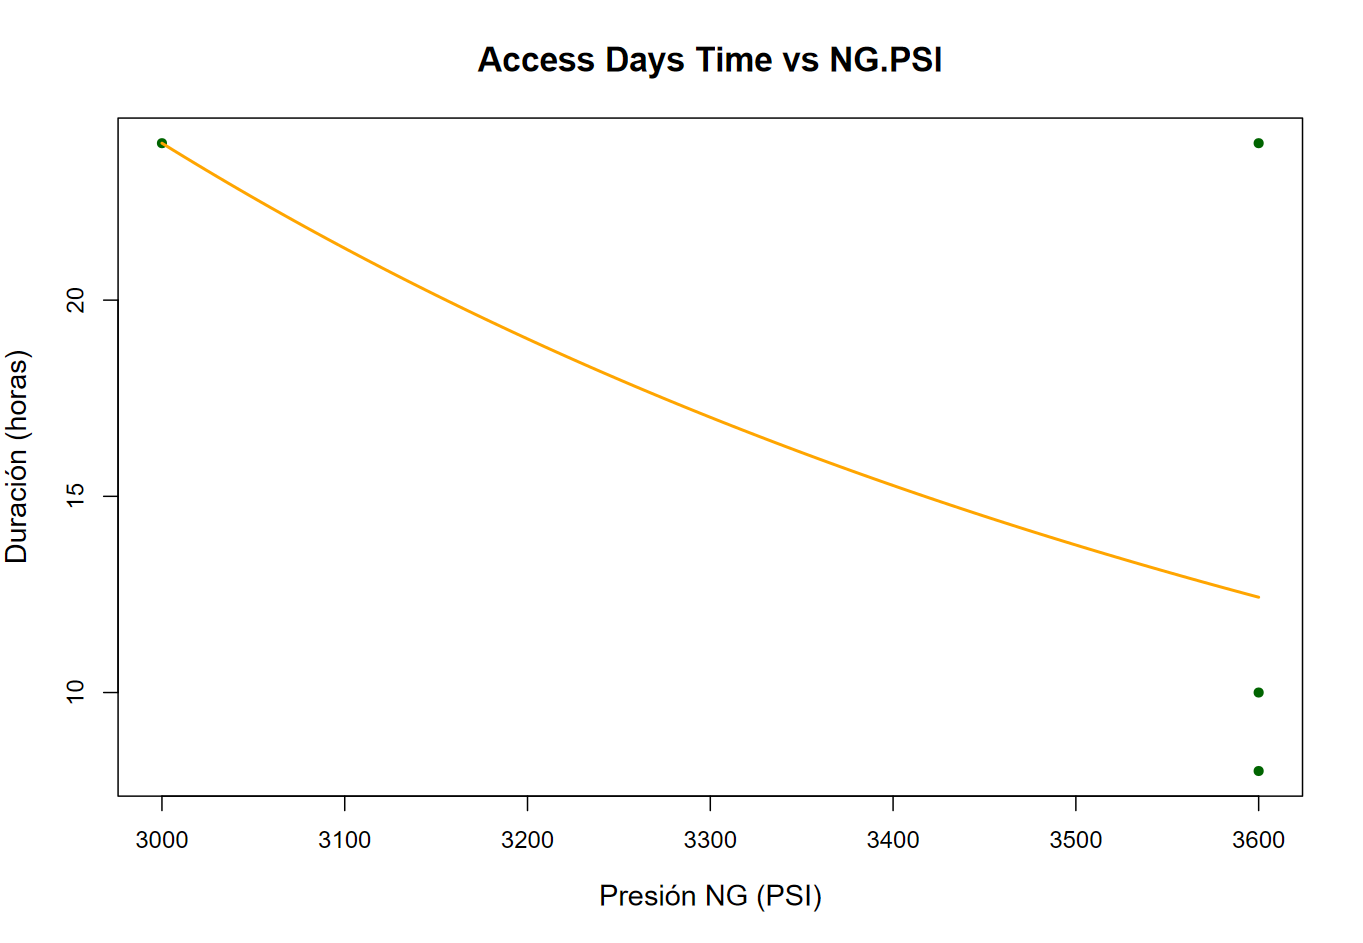 Access Days Time vs NG.PSI
Duración (horas)
20
15
10
3000 3100 3200 3300 3400 3500 3600
Presión NG (PSI)